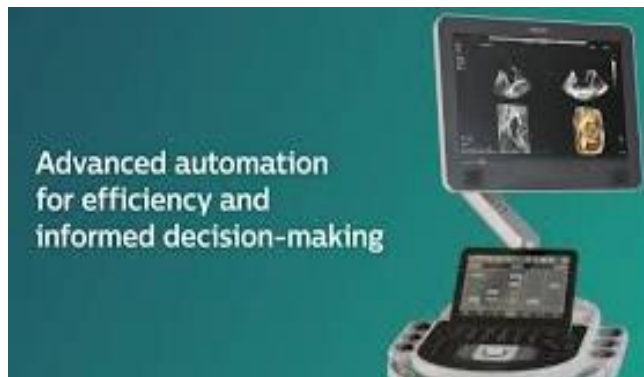 Advanced automation
for efficiency and
informed decision-making